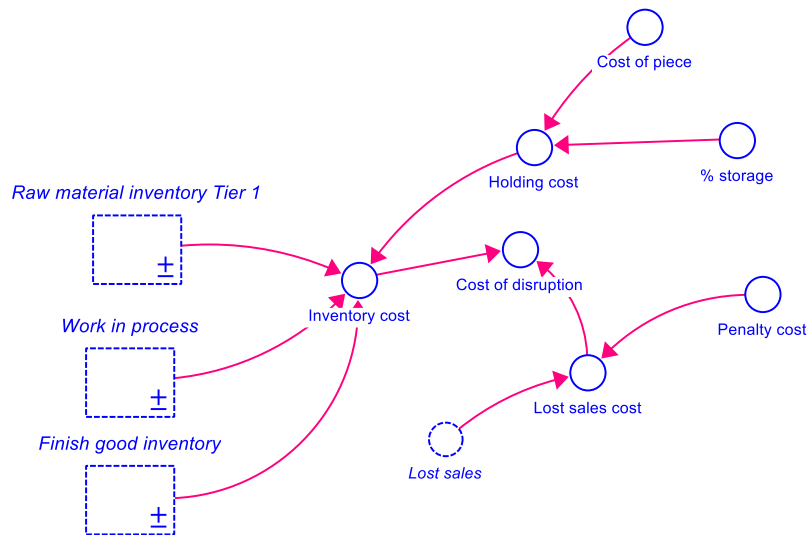 Cost of piece
Holding cost
% storage
Raw material inventory Tier 1
±
Cost of disruption
Inventory cost
Work in process
±
Penalty cost
Lost sales cost
Finish good inventory
±
Lost sales